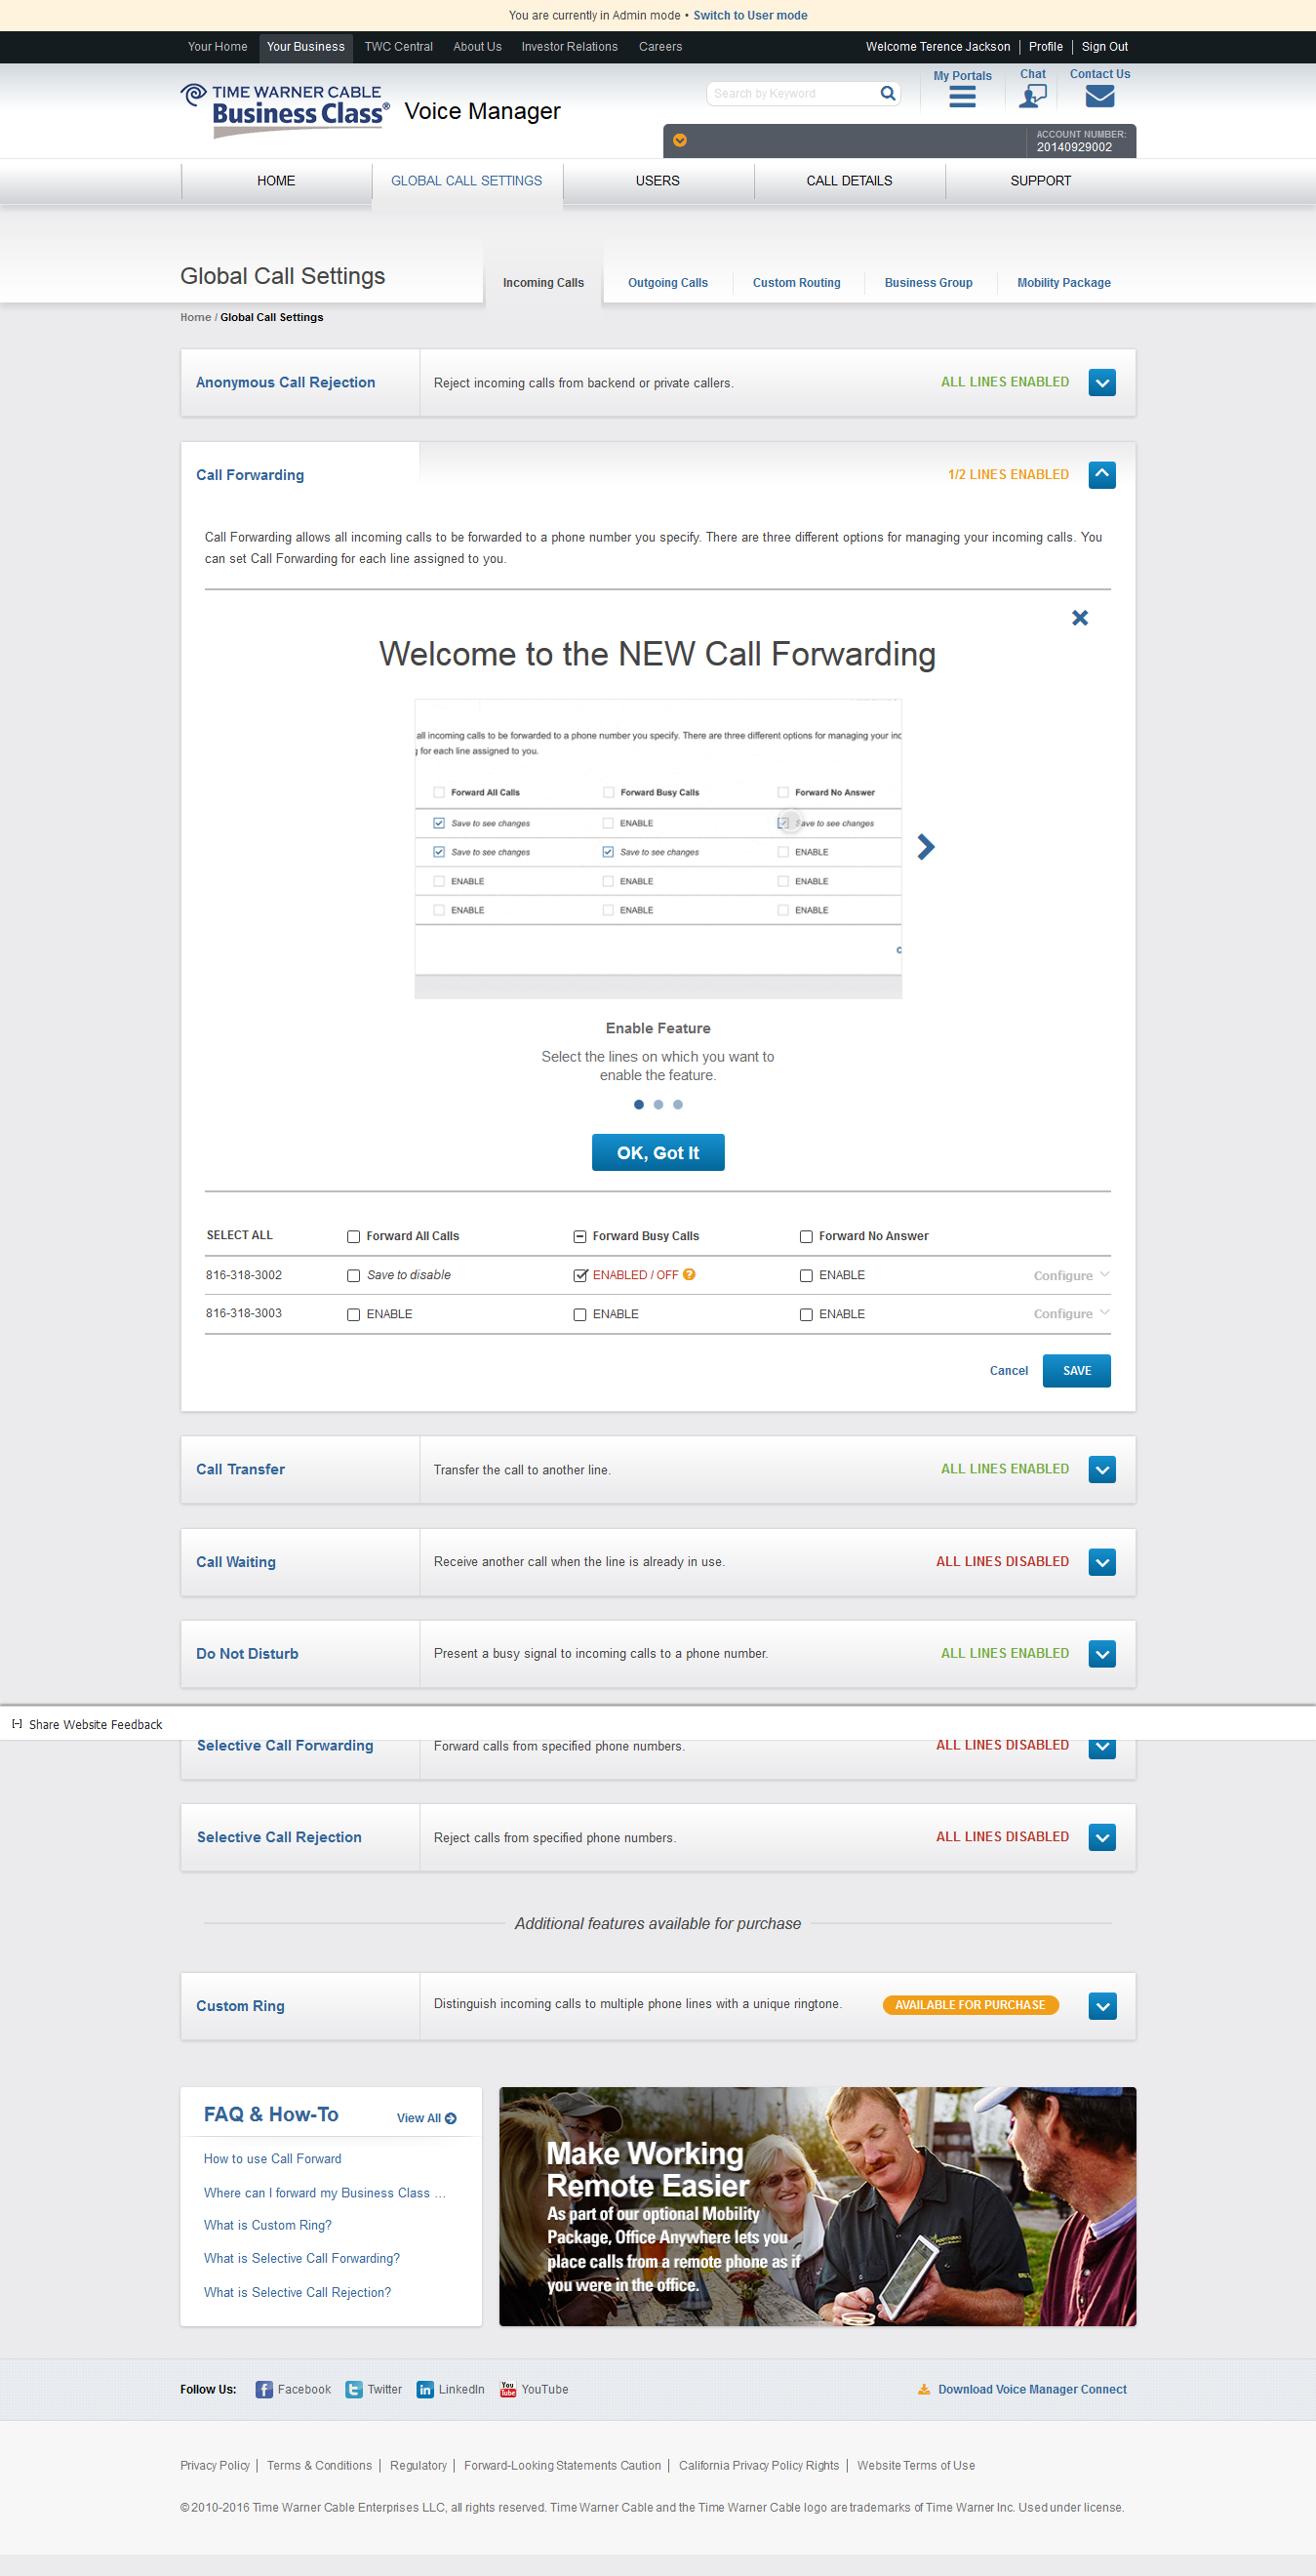 You are currently in Admin mode • Switch to User mode
Your Home Your Business TWC Central About Us Investor Relations Careers Welcome Terence Jackson Profile Sign Out
TIME WARNER CABLE
Business Class®
Voice Manager
Search by Keyword
My Portals Chat Contact Us
ACCOUNT NUMBER:
20140929002
HOME GLOBAL CALL SETTINGS USERS CALL DETAILS SUPPORT
Global Call Settings
Incoming Calls Outgoing Calls Custom Routing Business Group Mobility Package
Home / Global Call Settings
Anonymous Call Rejection Reject incoming calls from backend or private callers. ALL LINES ENABLED
Call Forwarding 1/2 LINES ENABLED
Call Forwarding allows all incoming calls to be forwarded to a phone number you specify. There are three different options for managing your incoming calls. You
can set Call Forwarding for each line assigned to you.
Welcome to the NEW Call Forwarding
all incoming calls to be forwarded to a phone number you specify. There are three different options for managing your inc
g for each line assigned to you.
Forward All Calls Forward Busy Calls Forward No Answer
Save to see changes ENABLE Save to see changes
Save to see changes Save to see changes ENABLE
ENABLE ENABLE ENABLE
ENABLE ENABLE ENABLE
Enable Feature
Select the lines on which you want to
enable the feature.
OK, Got It
SELECT ALL Forward All Calls Forward Busy Calls Forward No Answer
816-318-3002 Save to disable ENABLED / OFF ? ENABLE Configure
816-318-3003 ENABLE ENABLE ENABLE Configure
Cancel SAVE
Call Transfer Transfer the call to another line. ALL LINES ENABLED
Call Waiting Receive another call when the line is already in use. ALL LINES DISABLED
Do Not Disturb Present a busy signal to incoming calls to a phone number. ALL LINES ENABLED
[-] Share Website Feedback
Selective Call Forwarding Forward calls from specified phone numbers. ALL LINES DISABLED
Selective Call Rejection Reject calls from specified phone numbers. ALL LINES DISABLED
Additional features available for purchase
Custom Ring Distinguish incoming calls to multiple phone lines with a unique ringtone. AVAILABLE FOR PURCHASE
FAQ & How-To View All
How to use Call Forward
Where can I forward my Business Class ...
What is Custom Ring?
What is Selective Call Forwarding?
What is Selective Call Rejection?
Make Working
Remote Easier
As part of our optional Mobility
Package, Office Anywhere lets you
place calls from a remote phone as if
you were in the office.
Follow Us: Facebook Twitter LinkedIn YouTube Download Voice Manager Connect
Privacy Policy Terms & Conditions Regulatory Forward-Looking Statements Caution California Privacy Policy Rights Website Terms of Use
© 2010-2016 Time Warner Cable Enterprises LLC, all rights reserved. Time Warner Cable and the Time Warner Cable logo are trademarks of Time Warner Inc. Used under license.